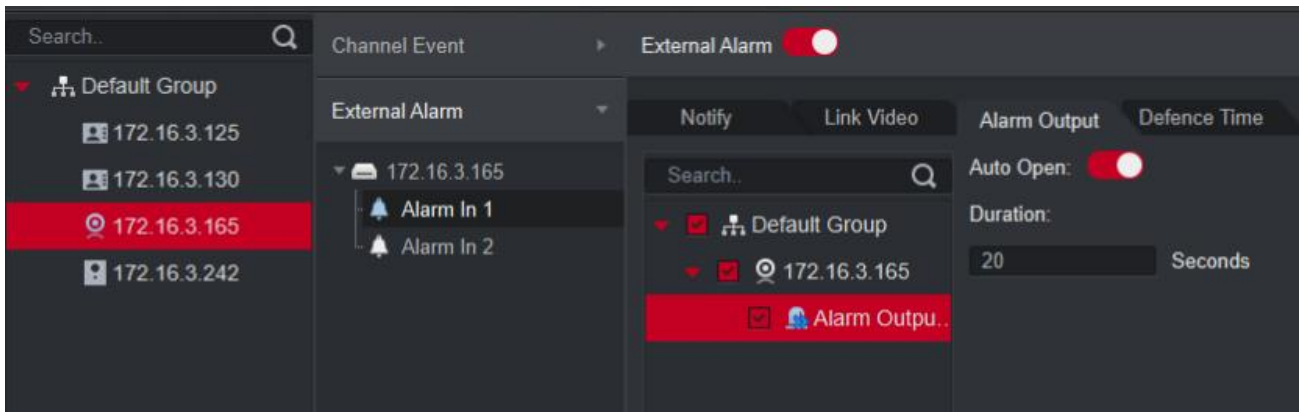 Search..
Default Group
172.16.3.125
172.16.3.130
172.16.3.165
172.16.3.242
Channel Event
External Alarm
172.16.3.165
Alarm In 1
Alarm In 2
External Alarm
Notify
Link Video
Alarm Output
Defence Time
Search..
Default Group
172.16.3.165
Alarm Outpu..
Auto Open:
Duration:
20 Seconds